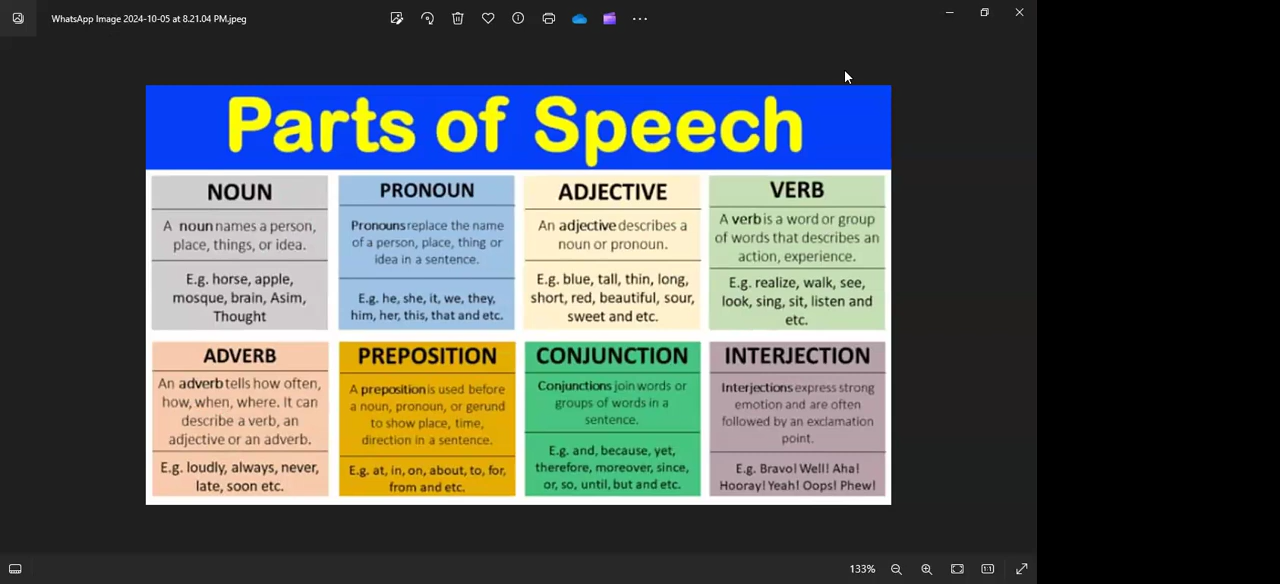 WhatsApp Image 2024-10-05 at 8.21.04 PM.jpeg
Parts of Speech
NOUN
A noun names a person,
place, things, or idea.
E.g. horse, apple,
mosque, brain, Asim,
Thought
PRONOUN
Pronouns replace the name
of a person, place, thing or
idea in a sentence.
E.g. he, she, it, we, they,
him, her, this, that and etc.
ADJECTIVE
An adjective describes a
noun or pronoun.
E.g. blue, tall, thin, long,
short, red, beautiful, sour,
sweet and etc.
VERB
A verb is a word or group
of words that describes an
action, experience.
E.g. realize, walk, see,
look, sing, sit, listen and
etc.
ADVERB
An adverb tells how often,
how, when, where. It can
describe a verb, an
adjective or an adverb.
E.g. loudly, always, never,
late, soon etc.
PREPOSITION
A preposition is used before
a noun, pronoun, or gerund
to show place, time,
direction in a sentence.
E.g. at, in, on, about, to, for,
from and etc.
CONJUNCTION
Conjunctions join words or
groups of words in a
sentence.
E.g. and, because, yet,
therefore, moreover, since,
or, so, until, but and etc.
INTERJECTION
Interjections express strong
emotion and are often
followed by an exclamation
point.
E.g. Bravo! Well! Aha!
Hooray! Yeah! Oops! Phew!
133%
1:1